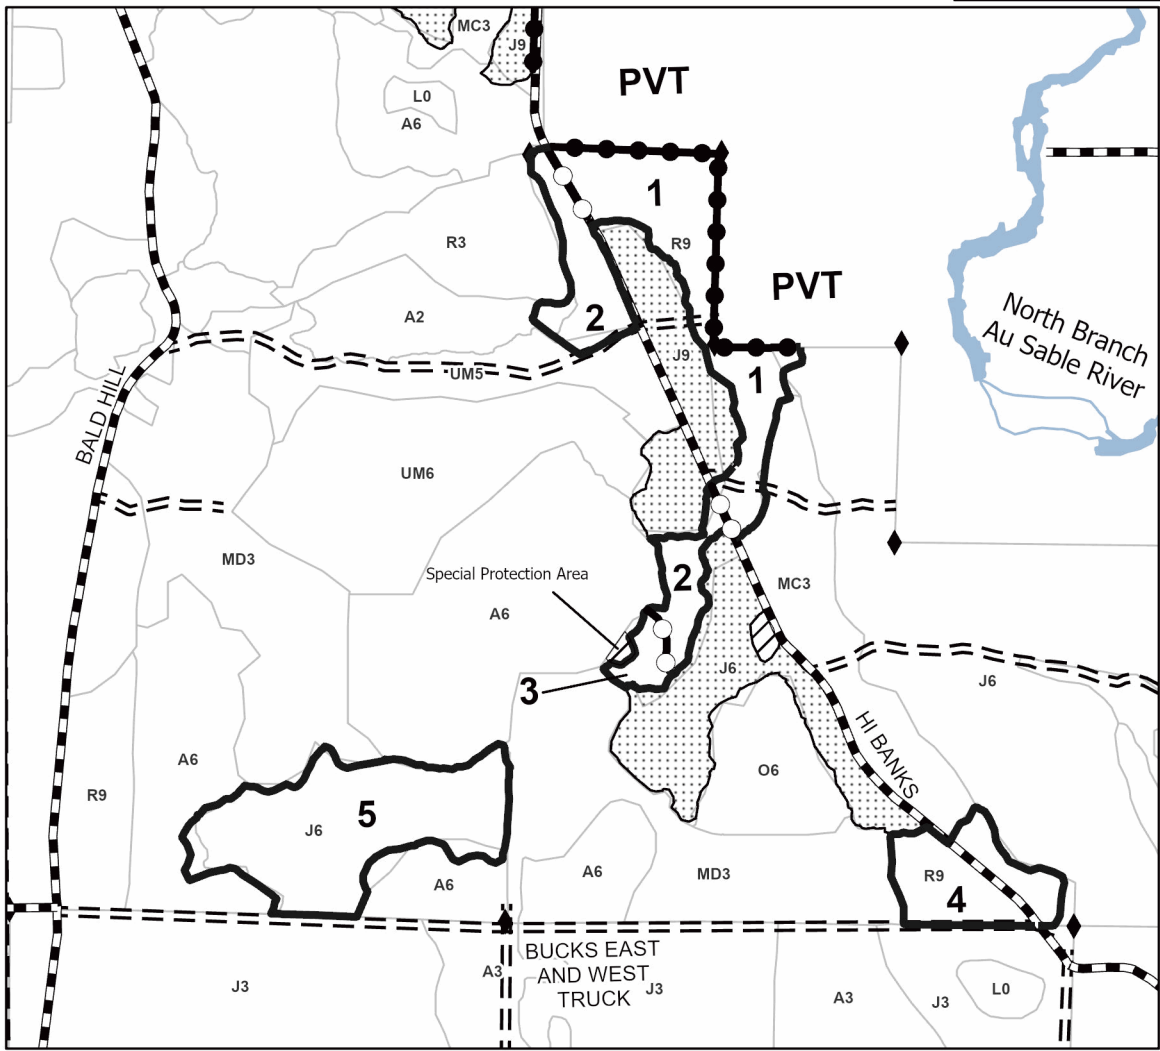 MC3
J9
PVT
L0
A6
1
R9
R3
PVT
A2
2
North Branch
Au Sable River
J9
UM5
1
BALD HILL
UM6
MD3
Special Protection Area
2
MC3
A6
J6
J6
3
HI BANKS
A6
O6
R9
5
J6
A6
A6
MD3
R9
4
BUCKS EAST
AND WEST
TRUCK
A3
J3
J3
A3
J3
L0